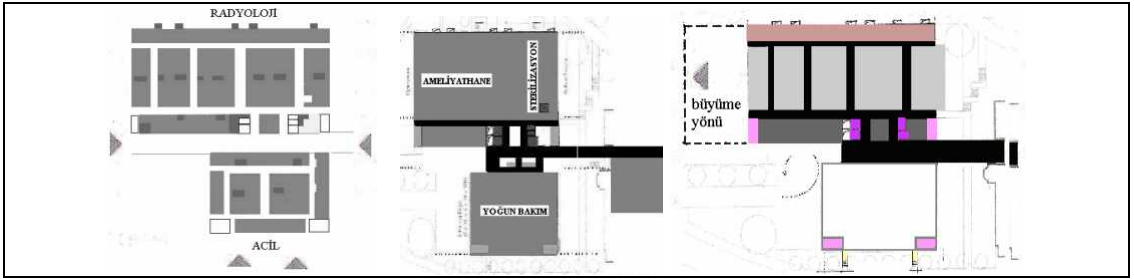 RADYOLOJİ
ACİL
AMELİYATHANE
STERİLİZASYON
YOĞUN BAKIM
büyüme
yönü